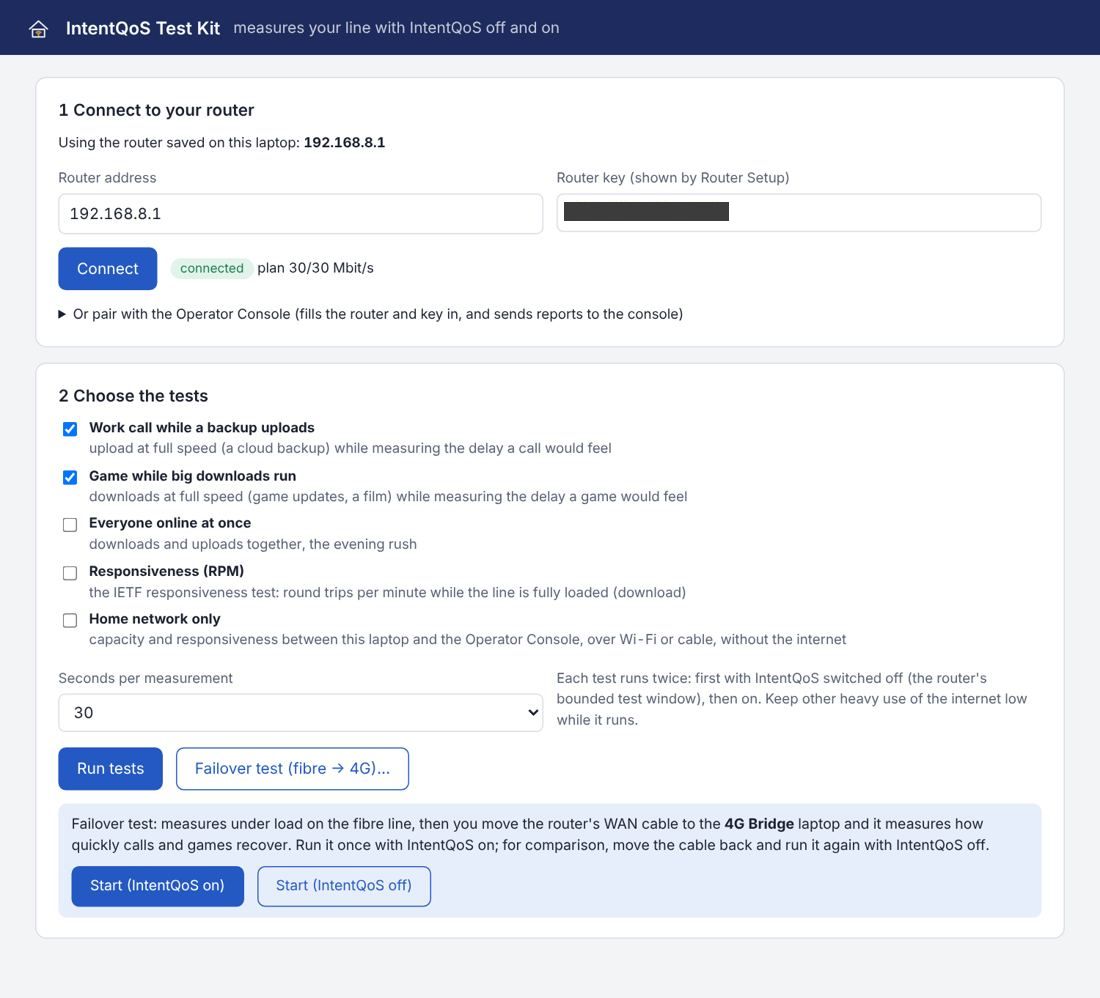 IntentQoS Test Kit measures your line with IntentQoS off and on
1 Connect to your router
Using the router saved on this laptop: 192.168.8.1
Router address
Router key (shown by Router Setup)
192.168.8.1
Connect
connected plan 30/30 Mbit/s
▶ Or pair with the Operator Console (fills the router and key in, and sends reports to the console)
2 Choose the tests
Work call while a backup uploads
upload at full speed (a cloud backup) while measuring the delay a call would feel
Game while big downloads run
downloads at full speed (game updates, a film) while measuring the delay a game would feel
Everyone online at once
downloads and uploads together, the evening rush
Responsiveness (RPM)
the IETF responsiveness test: round trips per minute while the line is fully loaded (download)
Home network only
capacity and responsiveness between this laptop and the Operator Console, over Wi-Fi or cable, without the internet
Seconds per measurement
30
Each test runs twice: first with IntentQoS switched off (the router's
bounded test window), then on. Keep other heavy use of the internet low
while it runs.
Run tests
Failover test (fibre → 4G)...
Failover test: measures under load on the fibre line, then you move the router's WAN cable to the 4G Bridge laptop and it measures how
quickly calls and games recover. Run it once with IntentQoS on; for comparison, move the cable back and run it again with IntentQoS off.
Start (IntentQoS on)
Start (IntentQoS off)